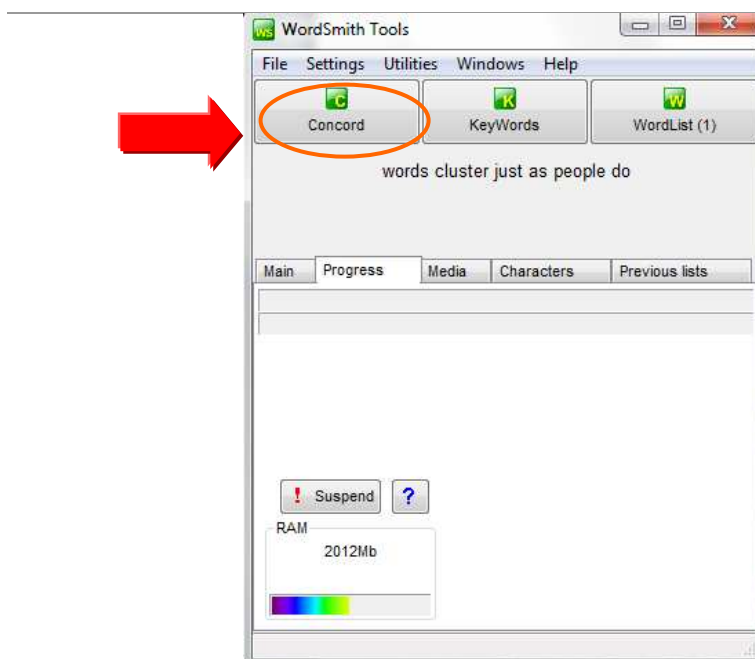 WS WordSmith Tools
File Settings Utilities Windows Help
C K W
Concord KeyWords WordList (1)
words cluster just as people do
Main Progress Media Characters Previous lists
! Suspend ?
RAM
2012Mb